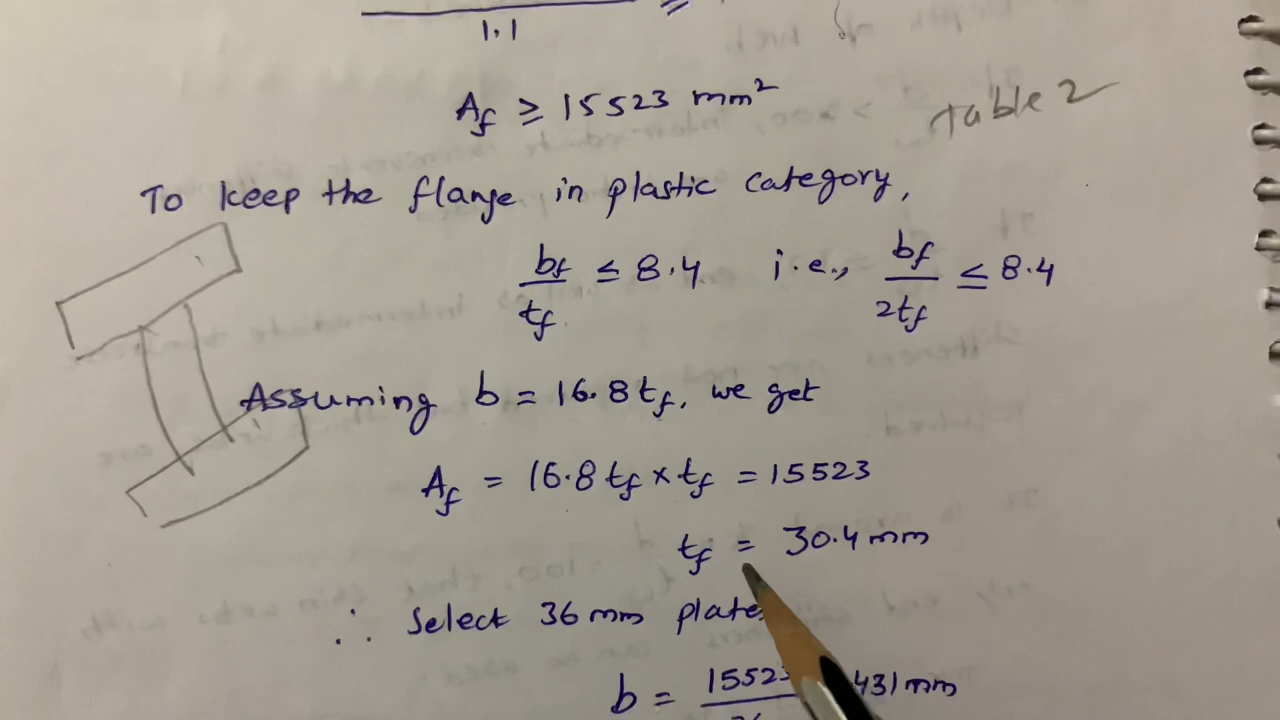 1.1 =
Af ≥ 15523 mm²
Table 2
To keep the flange in plastic category,
bf/tf ≤ 8.4 i.e., bf/2tf ≤ 8.4
Assuming b = 16.8 tf, we get
Af = 16.8 tf × tf = 15523
tf = 30.4 mm
∴ Select 36 mm plate
b = 1552 431 mm